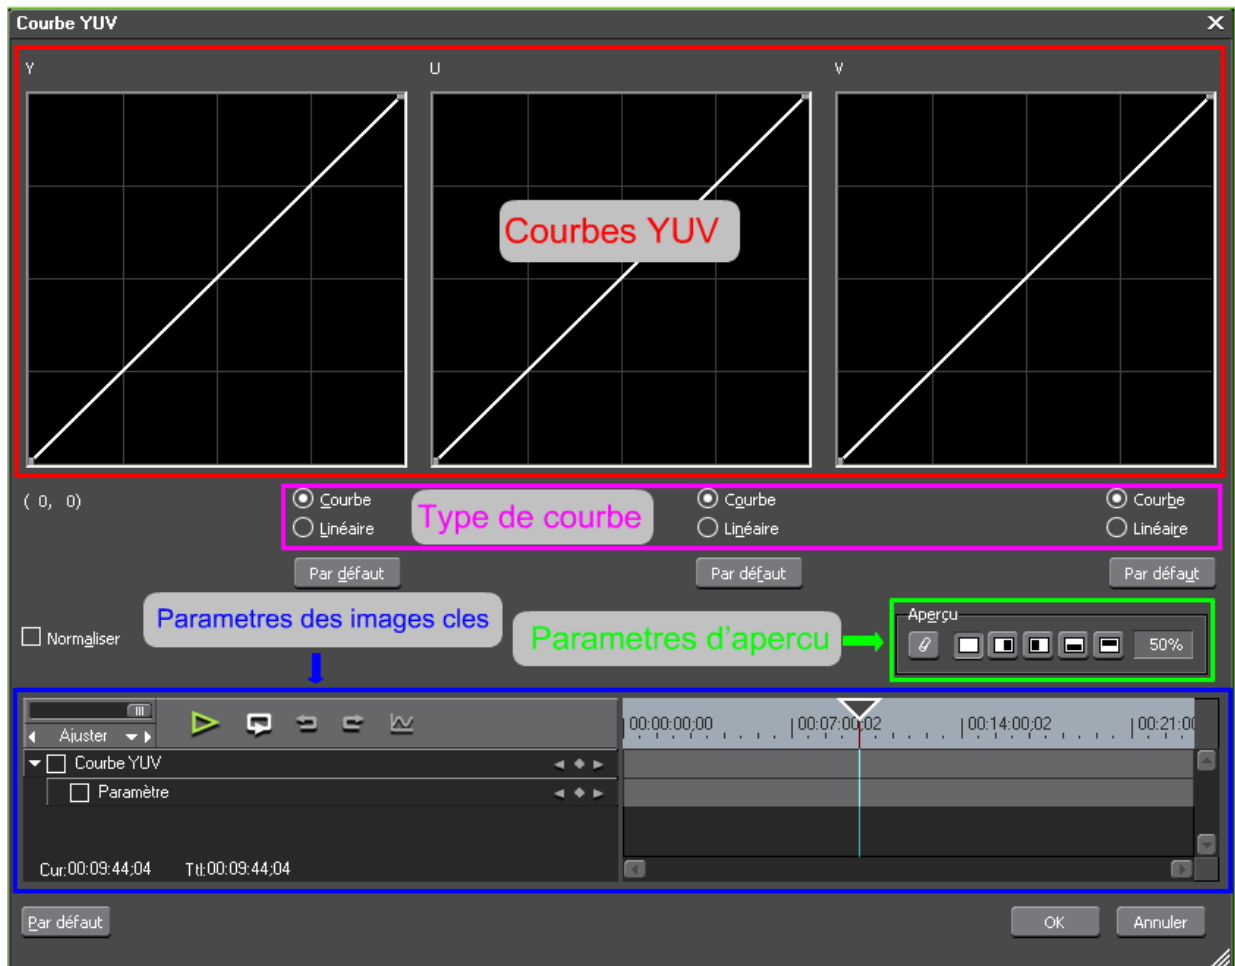 Courbe YUV
Y U V
Courbes YUV
( 0, 0)
Courbe Courbe Courbe
Type de courbe
Linéaire Linéaire Linéaire
Par défaut Par défaut Par défaut
Parametres des images cles
Aperçu
Normaliser
Parametres d'apercu
50%
00:00:00;00 00:07:00;02 00:14:00;02 00:21:00
Ajuster
Courbe YUV
Paramètre
Cur:00:09:44;04 Ttl:00:09:44;04
Par défaut OK Annuler